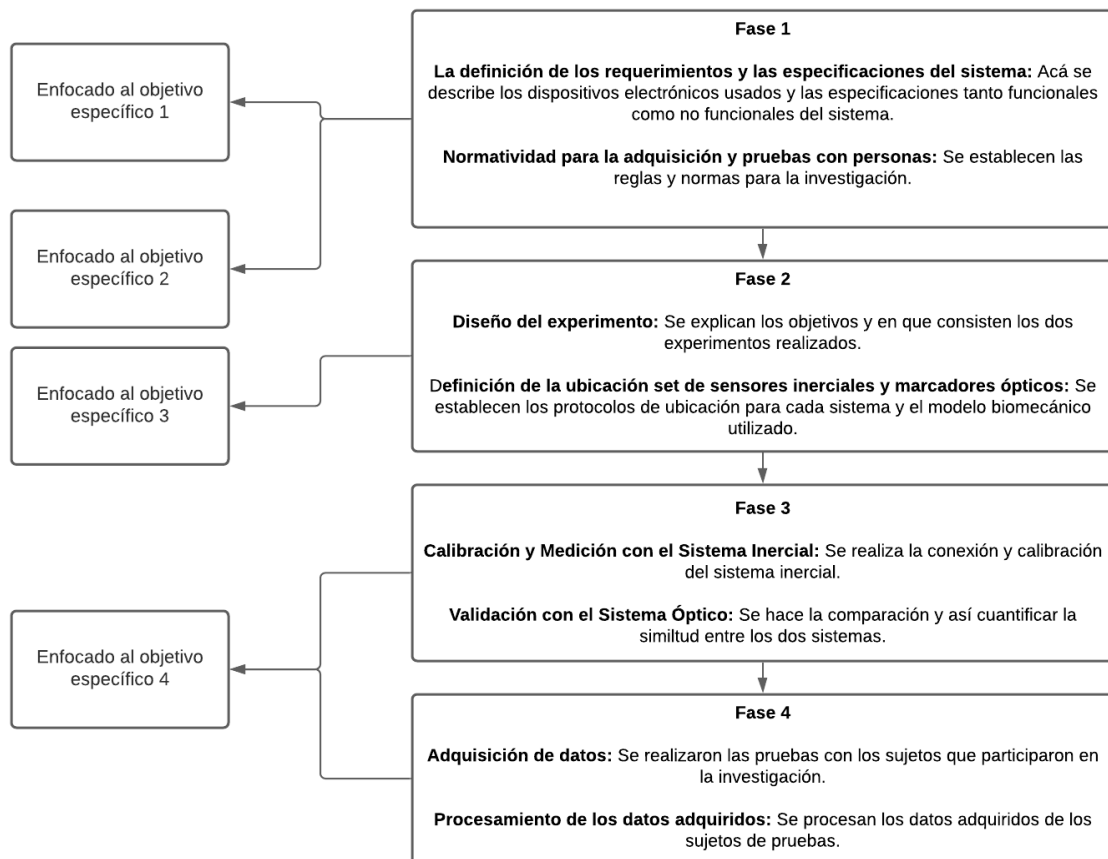 Enfocado al objetivo
específico 1
Enfocado al objetivo
específico 2
Enfocado al objetivo
específico 3
Enfocado al objetivo
específico 4
Fase 1
La definición de los requerimientos y las especificaciones del sistema: Acá se
describe los dispositivos electrónicos usados y las especificaciones tanto funcionales
como no funcionales del sistema.
Normatividad para la adquisición y pruebas con personas: Se establecen las
reglas y normas para la investigación.
Fase 2
Diseño del experimento: Se explican los objetivos y en que consisten los dos
experimentos realizados.
Definición de la ubicación set de sensores inerciales y marcadores ópticos: Se
establecen los protocolos de ubicación para cada sistema y el modelo biomecánico
utilizado.
Fase 3
Calibración y Medición con el Sistema Inercial: Se realiza la conexión y calibración
del sistema inercial.
Validación con el Sistema Óptico: Se hace la comparación y así cuantificar la
similtud entre los dos sistemas.
Fase 4
Adquisición de datos: Se realizaron las pruebas con los sujetos que participaron en
la investigación.
Procesamiento de los datos adquiridos: Se procesan los datos adquiridos de los
sujetos de pruebas.